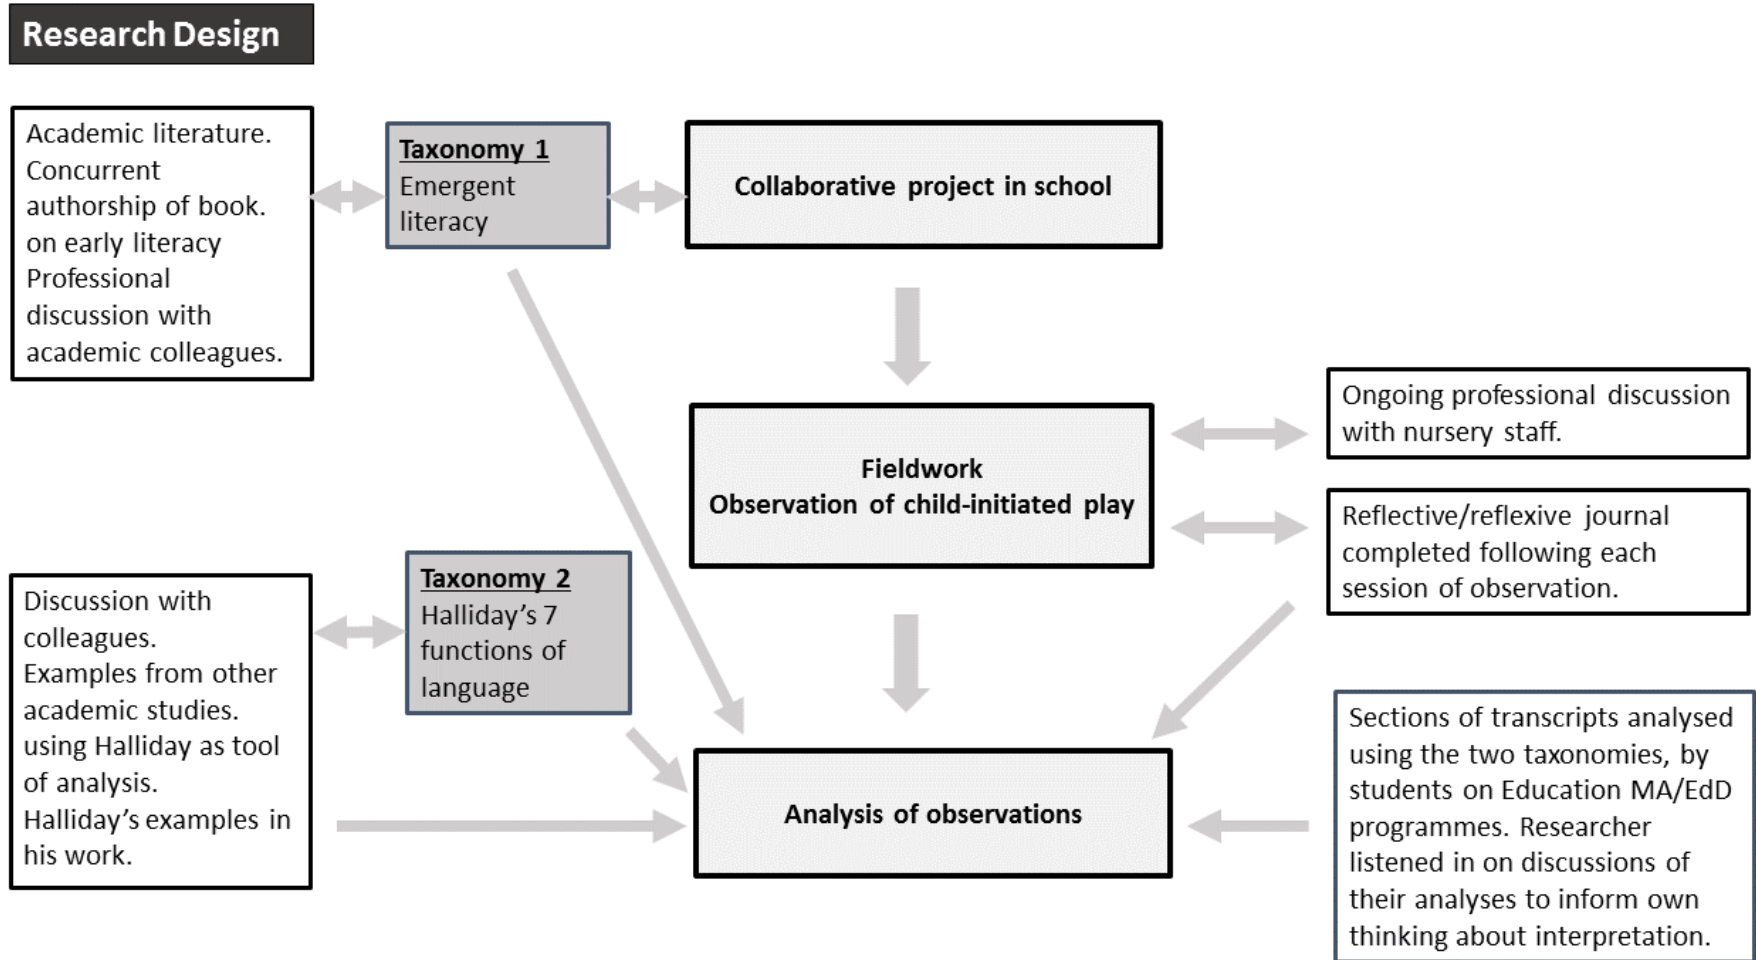 Research Design
Academic literature.
Concurrent
authorship of book.
on early literacy
Professional
discussion with
academic colleagues.
Taxonomy 1
Emergent
literacy
Collaborative project in school
Fieldwork
Observation of child-initiated play
Ongoing professional discussion
with nursery staff.
Reflective/reflexive journal
completed following each
session of observation.
Discussion with
colleagues.
Examples from other
academic studies.
using Halliday as tool
of analysis.
Halliday’s examples in
his work.
Taxonomy 2
Halliday’s 7
functions of
language
Analysis of observations
Sections of transcripts analysed
using the two taxonomies, by
students on Education MA/EdD
programmes. Researcher
listened in on discussions of
their analyses to inform own
thinking about interpretation.